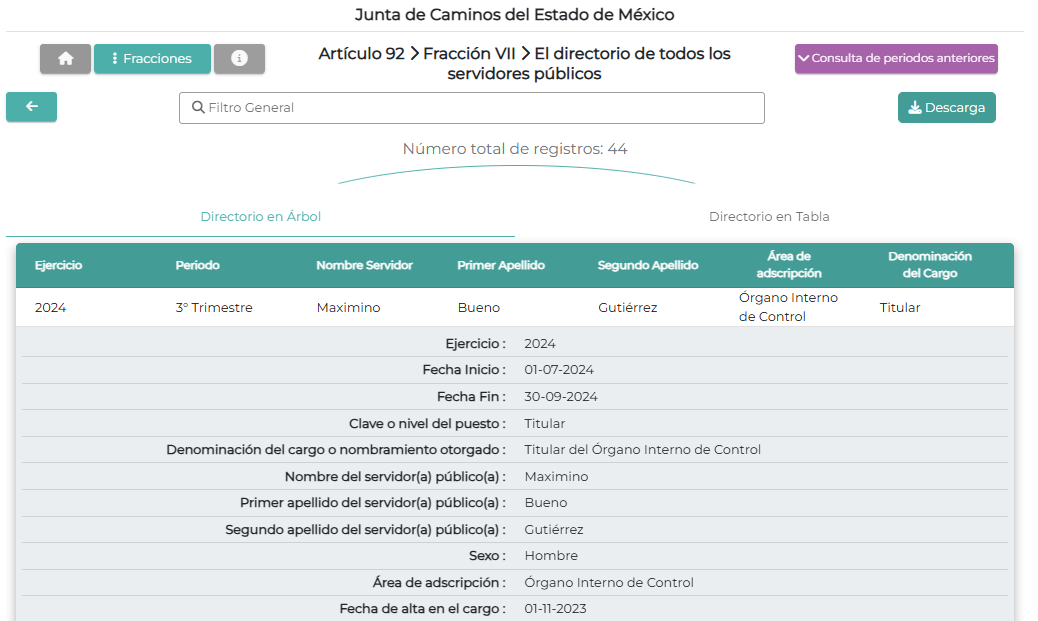 Junta de Caminos del Estado de México
Fracciones
Artículo 92 > Fracción VII > El directorio de todos los
servidores públicos
Consulta de periodos anteriores
Filtro General
Descarga
Número total de registros: 44
Directorio en Árbol Directorio en Tabla
Ejercicio Periodo Nombre Servidor Primer Apellido Segundo Apellido Área de adscripción Denominación del Cargo
2024 3° Trimestre Maximino Bueno Gutiérrez Órgano Interno de Control Titular
Ejercicio : 2024
Fecha Inicio : 01-07-2024
Fecha Fin : 30-09-2024
Clave o nivel del puesto : Titular
Denominación del cargo o nombramiento otorgado : Titular del Órgano Interno de Control
Nombre del servidor(a) público(a) : Maximino
Primer apellido del servidor(a) público(a) : Bueno
Segundo apellido del servidor(a) público(a) : Gutiérrez
Sexo : Hombre
Área de adscripción : Órgano Interno de Control
Fecha de alta en el cargo : 01-11-2023